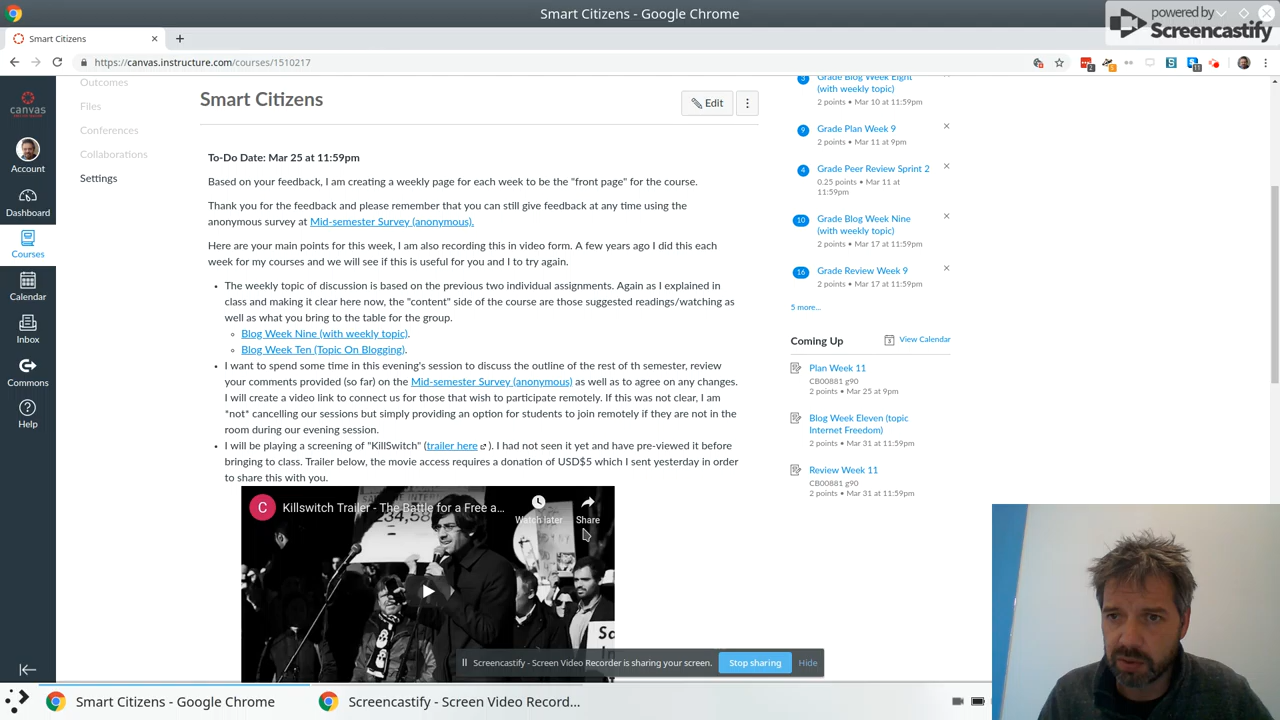 Smart Citizens - Google Chrome
powered by
Screencastify
Smart Citizens
https://canvas.instructure.com/courses/1510217
canvas
Account
Dashboard
Courses
Calendar
Inbox
Commons
Help
Outcomes
Files
Conferences
Collaborations
Settings
Smart Citizens
Edit
To-Do Date: Mar 25 at 11:59pm
Based on your feedback, I am creating a weekly page for each week to be the "front page" for the course.
Thank you for the feedback and please remember that you can still give feedback at any time using the
anonymous survey at Mid-semester Survey (anonymous).
Here are your main points for this week, I am also recording this in video form. A few years ago I did this each
week for my courses and we will see if this is useful for you and I to try again.
The weekly topic of discussion is based on the previous two individual assignments. Again as I explained in
class and making it clear here now, the "content" side of the course are those suggested readings/watching as
well as what you bring to the table for the group.
Blog Week Nine (with weekly topic).
Blog Week Ten (Topic On Blogging).
I want to spend some time in this evening's session to discuss the outline of the rest of th semester, review
your comments provided (so far) on the Mid-semester Survey (anonymous) as well as to agree on any changes.
I will create a video link to connect us for those that wish to participate remotely. If this was not clear, I am
*not* cancelling our sessions but simply providing an option for students to join remotely if they are not in the
room during our evening session.
I will be playing a screening of "KillSwitch" (trailer here). I had not seen it yet and have pre-viewed it before
bringing to class. Trailer below, the movie access requires a donation of USD$5 which I sent yesterday in order
to share this with you.
C
Killswitch Trailer - The Battle for a Free a...
Watch later
Share
3
Grade Blog Week Eight
(with weekly topic)
2 points • Mar 10 at 11:59pm
9
Grade Plan Week 9
2 points • Mar 11 at 9pm
4
Grade Peer Review Sprint 2
0.25 points • Mar 11 at
11:59pm
10
Grade Blog Week Nine
(with weekly topic)
2 points • Mar 17 at 11:59pm
16
Grade Review Week 9
2 points • Mar 17 at 11:59pm
5 more...
Coming Up
View Calendar
Plan Week 11
CB00881 g90
2 points • Mar 25 at 9pm
Blog Week Eleven (topic
Internet Freedom)
2 points • Mar 31 at 11:59pm
Review Week 11
CB00881 g90
2 points • Mar 31 at 11:59pm
Screencastify - Screen Video Recorder is sharing your screen.
Stop sharing
Hide
Smart Citizens - Google Chrome
Screencastify - Screen Video Record...